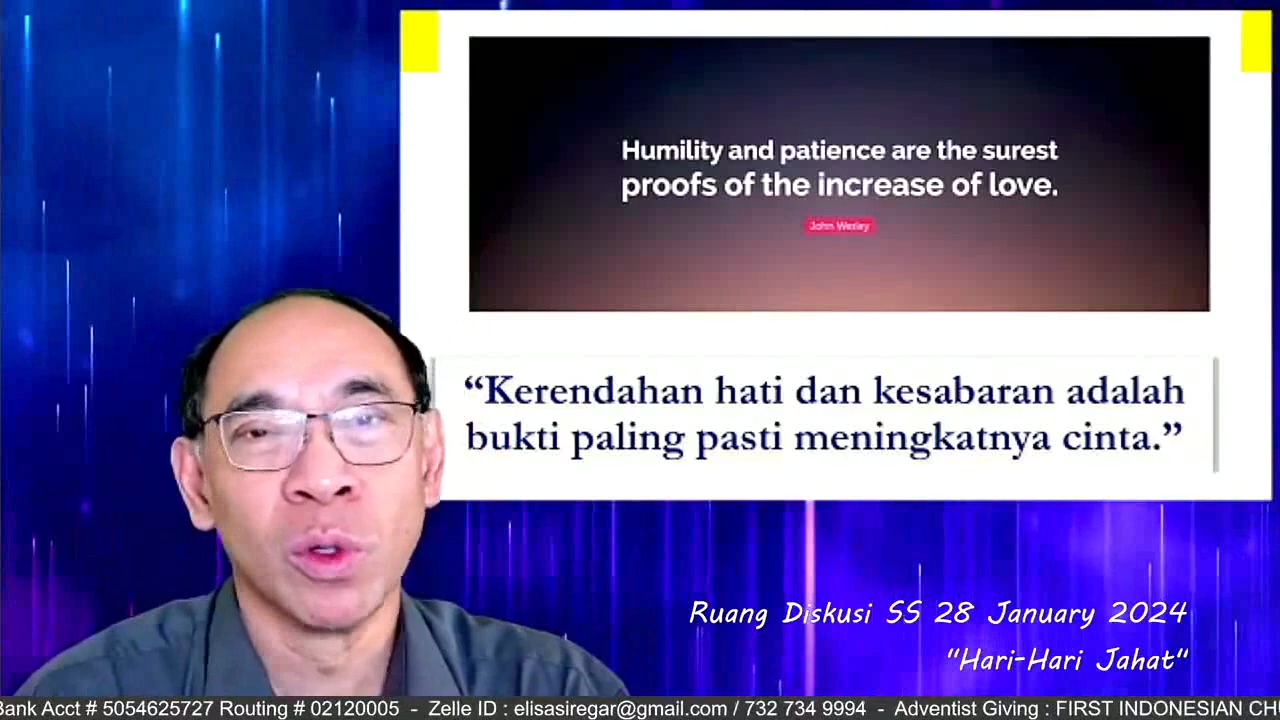 Humility and patience are the surest
proofs of the increase of love.
John Wesley
“Kerendahan hati dan kesabaran adalah
bukti paling pasti meningkatnya cinta.”
Ruang Diskusi SS 28 January 2024
"Hari-Hari Jahat"
Bank Acct # 5054625727 Routing # 02120005 - Zelle ID : elisasiregar@gmail.com / 732 734 9994 - Adventist Giving : FIRST INDONESIAN CHU